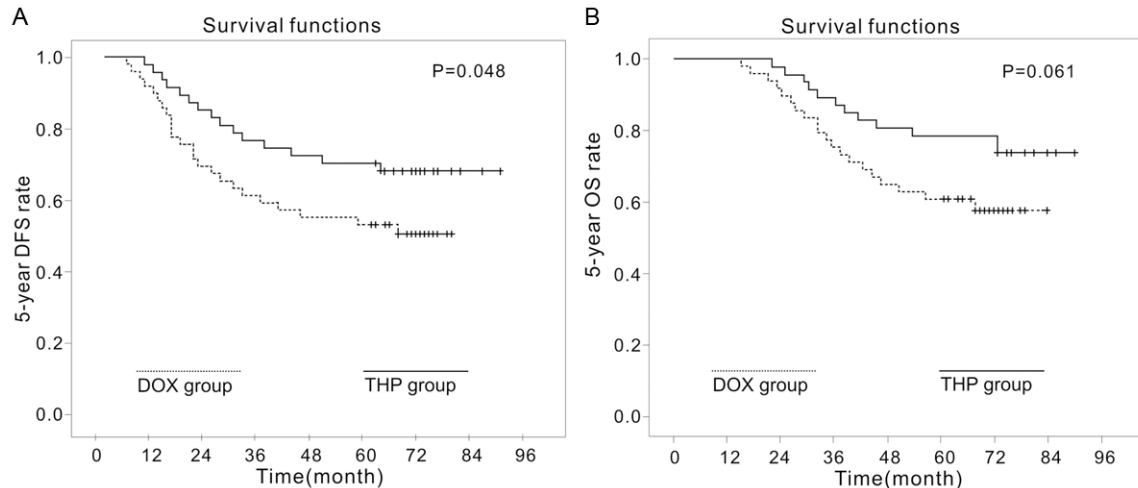 A
Survival functions
P=0.048
5-year DFS rate
1.0
0.8
0.6
0.4
0.2
0.0
DOX group
THP group
0 12 24 36 48 60 72 84 96
Time(month)
B
Survival functions
P=0.061
5-year OS rate
1.0
0.8
0.6
0.4
0.2
0.0
DOX group
THP group
0 12 24 36 48 60 72 84 96
Time(month)